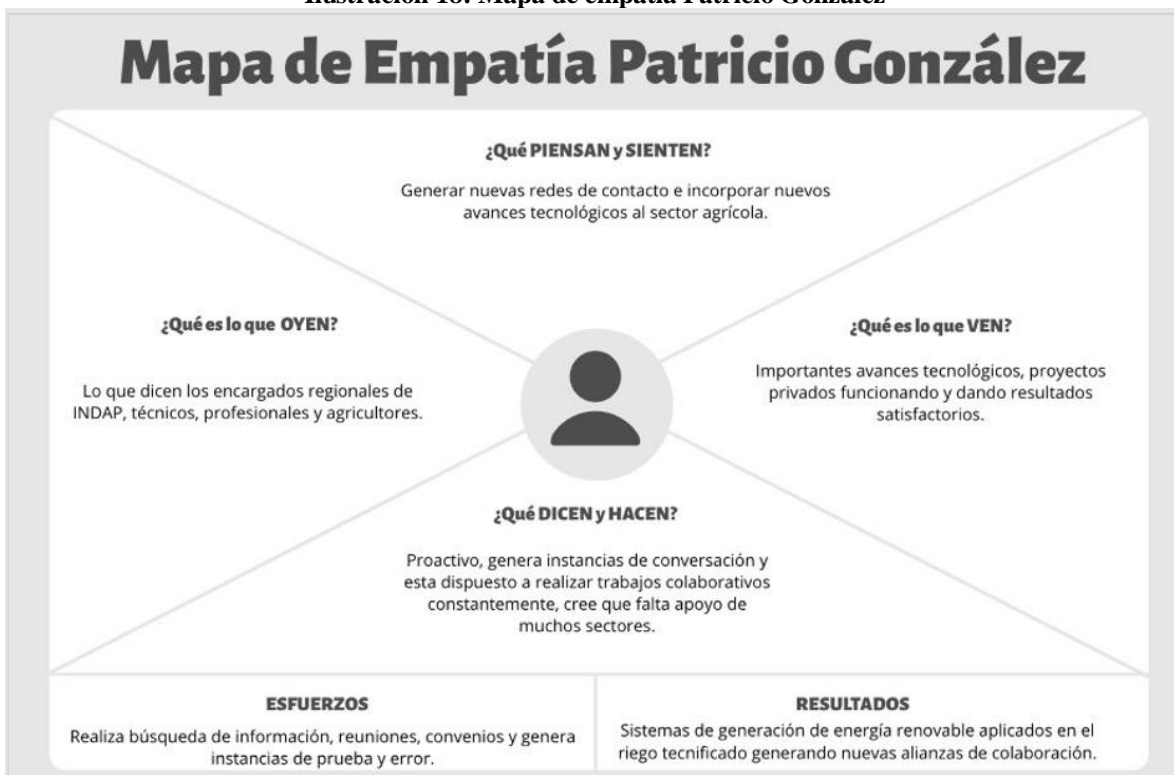 Mapa de Empatía Patricio González
¿Qué PIENSAN y SIENTEN?
Generar nuevas redes de contacto e incorporar nuevos
avances tecnológicos al sector agrícola.
¿Qué es lo que OYEN?
Lo que dicen los encargados regionales de
INDAP, técnicos, profesionales y agricultores.
¿Qué es lo que VEN?
Importantes avances tecnológicos, proyectos
privados funcionando y dando resultados
satisfactorios.
¿Qué DICEN y HACEN?
Proactivo, genera instancias de conversación y
esta dispuesto a realizar trabajos colaborativos
constantemente, cree que falta apoyo de
muchos sectores.
ESFUERZOS
Realiza búsqueda de información, reuniones, convenios y genera
instancias de prueba y error.
RESULTADOS
Sistemas de generación de energía renovable aplicados en el
riego tecnificado generando nuevas alianzas de colaboración.